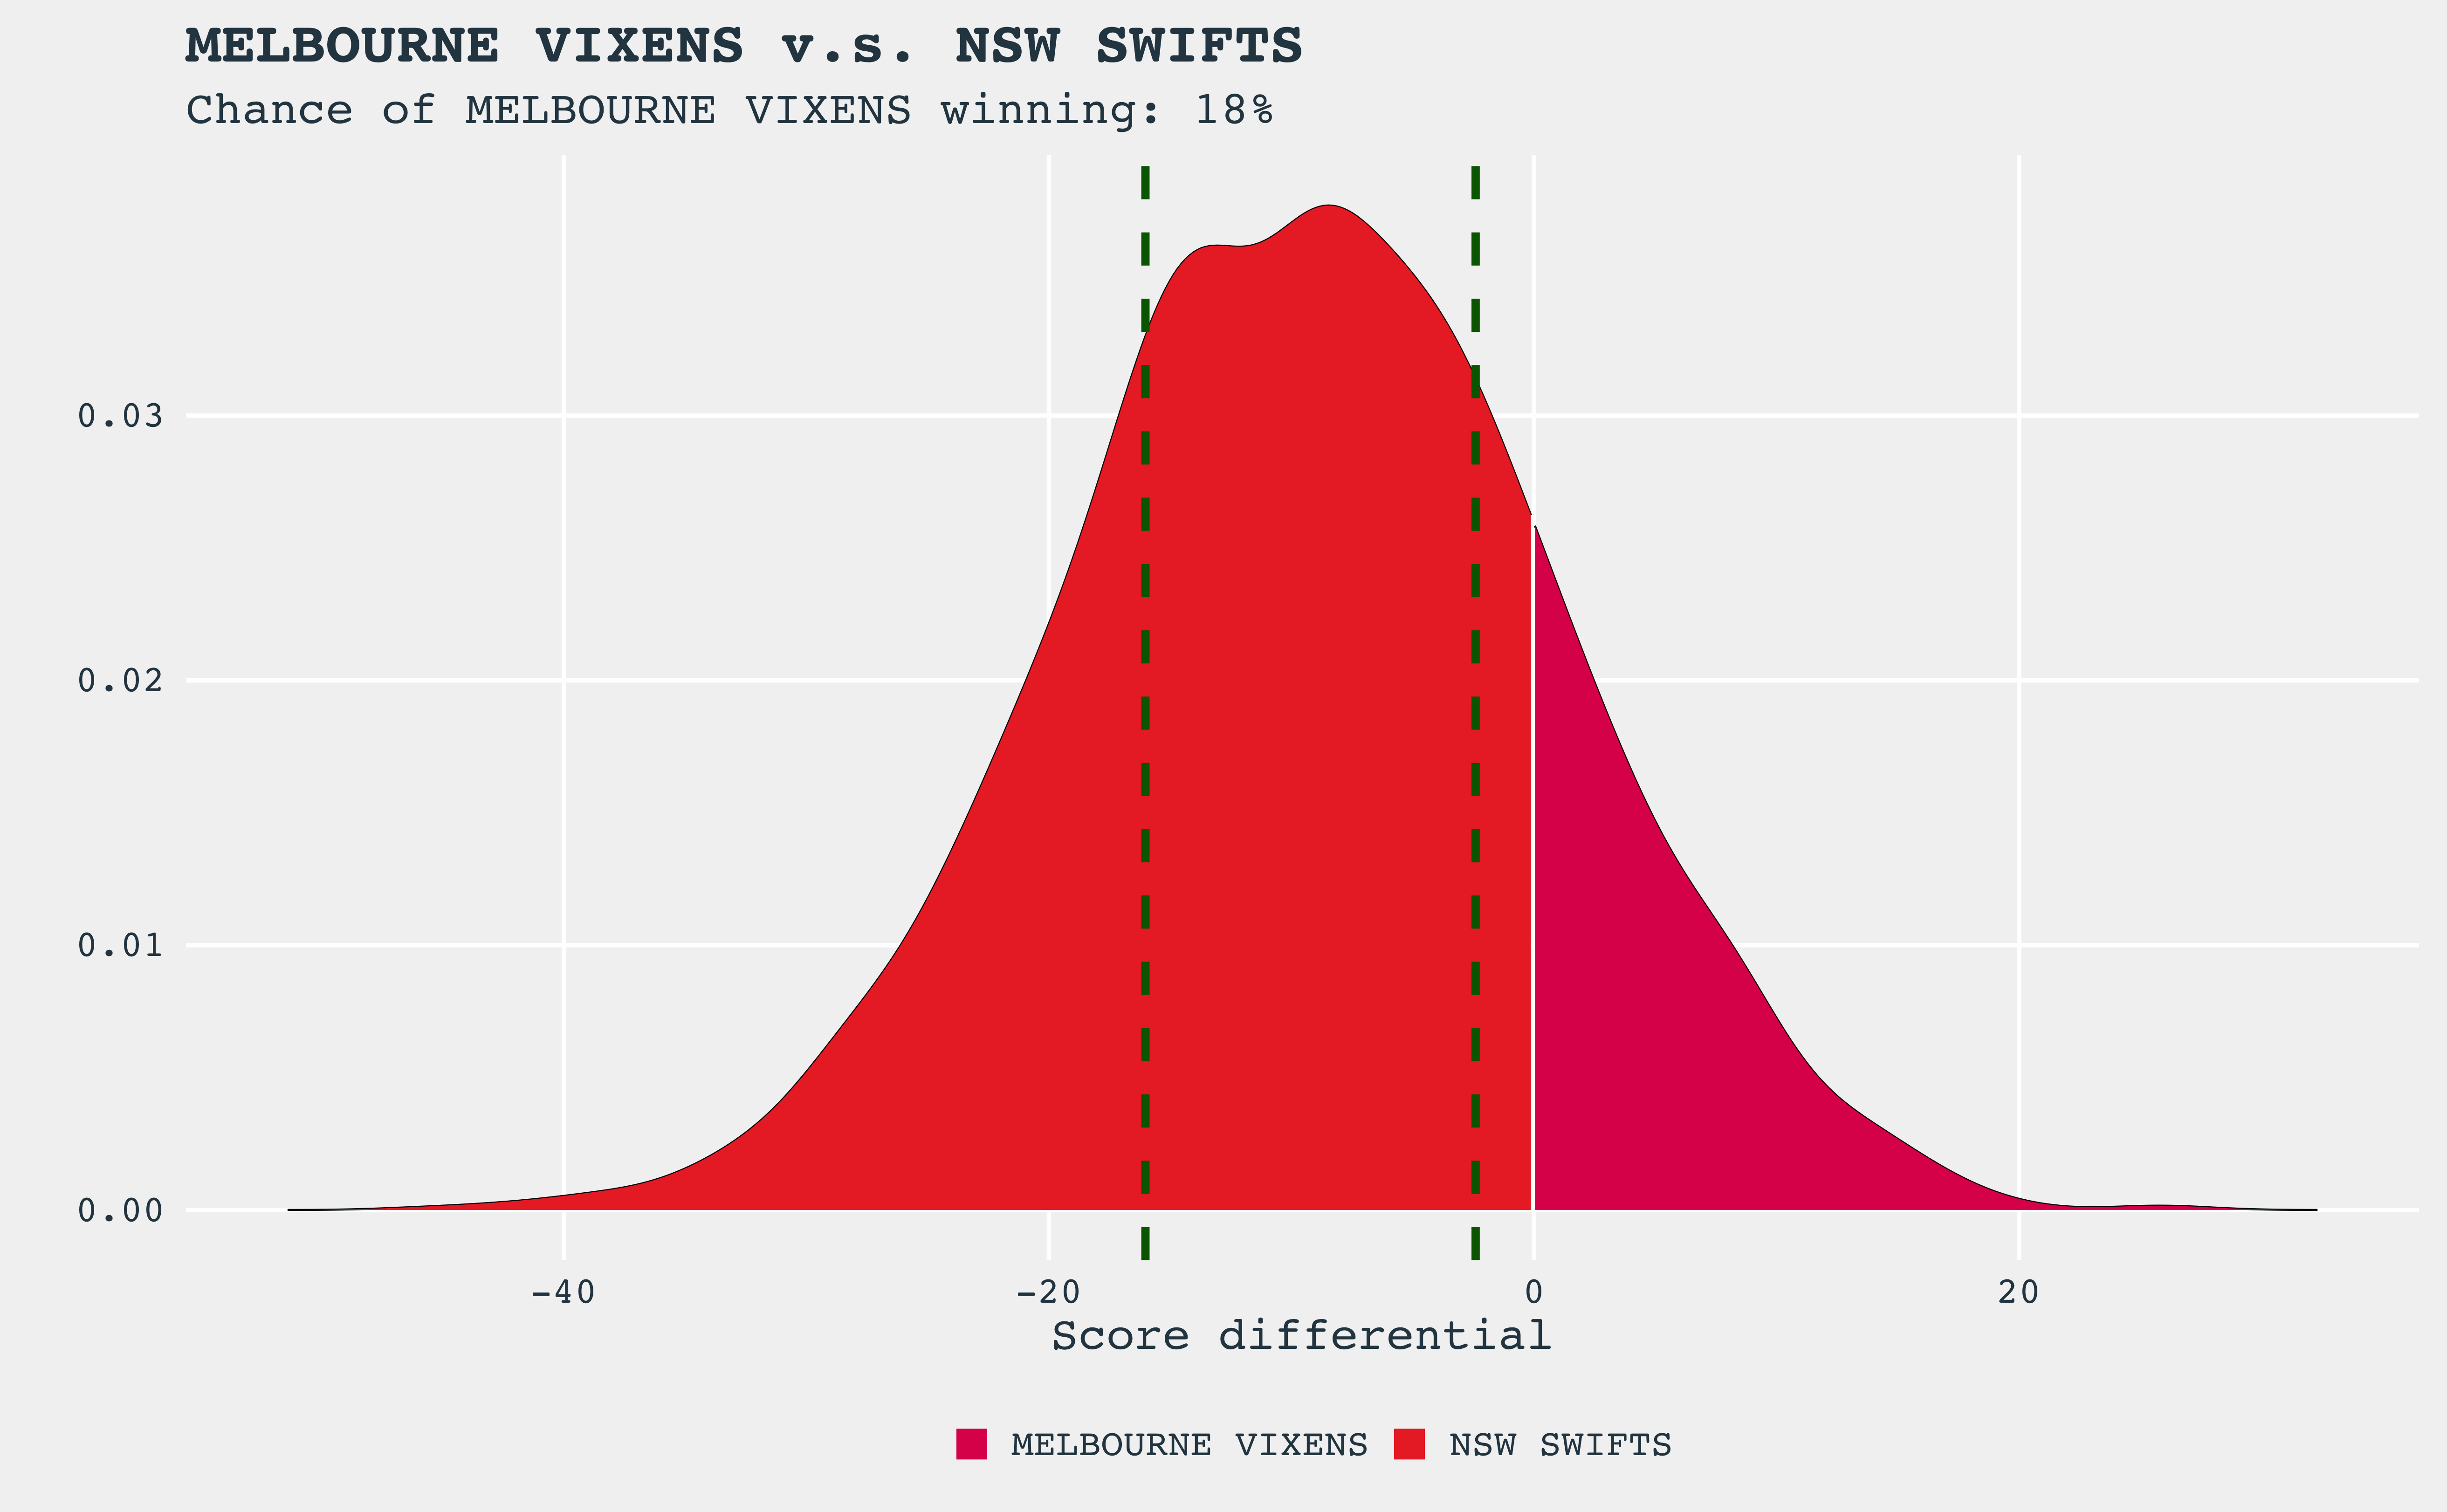 MELBOURNE VIXENS v.s. NSW SWIFTS
Chance of MELBOURNE VIXENS winning: 18%
0.03
0.02
0.01
0.00
-40 -20 0 20
Score differential
MELBOURNE VIXENS NSW SWIFTS